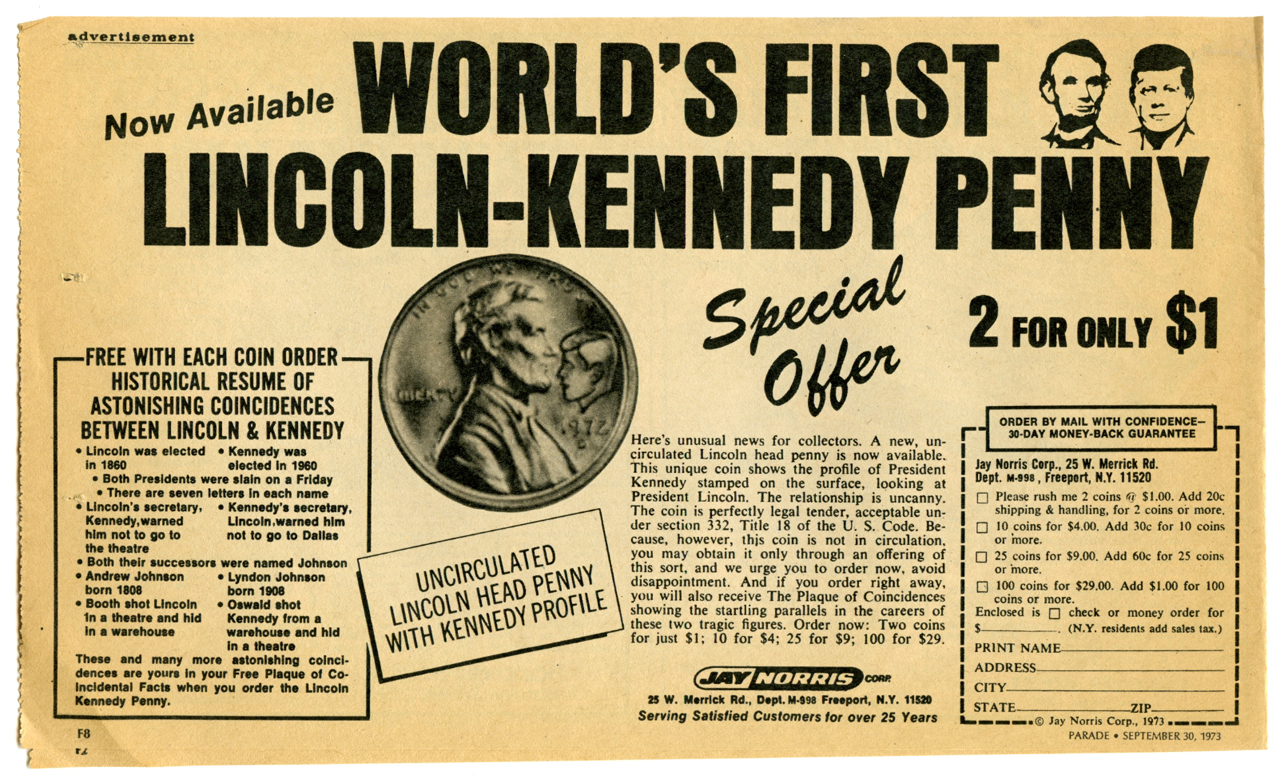 advertisement
Now Available WORLD'S FIRST
LINCOLN-KENNEDY PENNY
Special
Offer
2 FOR ONLY $1
IN GOD WE TRUST
LIBERTY
1972
FREE WITH EACH COIN ORDER
HISTORICAL RESUME OF
ASTONISHING COINCIDENCES
BETWEEN LINCOLN & KENNEDY
• Lincoln was elected
in 1860
• Kennedy was
elected in 1960
• Both Presidents were slain on a Friday
• There are seven letters in each name
• Lincoln's secretary,
Kennedy,warned
him not to go to
the theatre
• Kennedy's secretary,
Lincoln,warned him
not to go to Dallas
• Both their successors were named Johnson
• Andrew Johnson
born 1808
• Lyndon Johnson
born 1908
• Booth shot Lincoln
in a theatre and hid
in a warehouse
• Oswald shot
Kennedy from a
warehouse and hid
in a theatre
These and many more astonishing coinci-
dences are yours in your Free Plaque of Co-
incidental Facts when you order the Lincoln
Kennedy Penny.
UNCIRCULATED
LINCOLN HEAD PENNY
WITH KENNEDY PROFILE
Here's unusual news for collectors. A new, un-
circulated Lincoln head penny is now available.
This unique coin shows the profile of President
Kennedy stamped on the surface, looking at
President Lincoln. The relationship is uncanny.
The coin is perfectly legal tender, acceptable un-
der section 332, Title 18 of the U. S. Code. Be-
cause, however, this coin is not in circulation,
you may obtain it only through an offering of
this sort, and we urge you to order now, avoid
disappointment. And if you order right away,
you will also receive The Plaque of Coincidences
showing the startling parallels in the careers of
these two tragic figures. Order now: Two coins
for just $1; 10 for $4; 25 for $9; 100 for $29.
JAY NORRIS CORP.
25 W. Merrick Rd., Dept. M-998 Freeport, N.Y. 11520
Serving Satisfied Customers for over 25 Years
ORDER BY MAIL WITH CONFIDENCE—
30-DAY MONEY-BACK GUARANTEE
Jay Norris Corp., 25 W. Merrick Rd.
Dept. M-998, Freeport, N.Y. 11520
☐ Please rush me 2 coins @ $1.00. Add 20c
shipping & handling, for 2 coins or more.
☐ 10 coins for $4.00. Add 30c for 10 coins
or more.
☐ 25 coins for $9.00. Add 60c for 25 coins
or more.
☐ 100 coins for $29.00. Add $1.00 for 100
coins or more.
Enclosed is ☐ check or money order for
$__________. (N.Y. residents add sales tax.)
PRINT NAME
ADDRESS
CITY
STATE ZIP
© Jay Norris Corp., 1973
F8
PARADE • SEPTEMBER 30, 1973